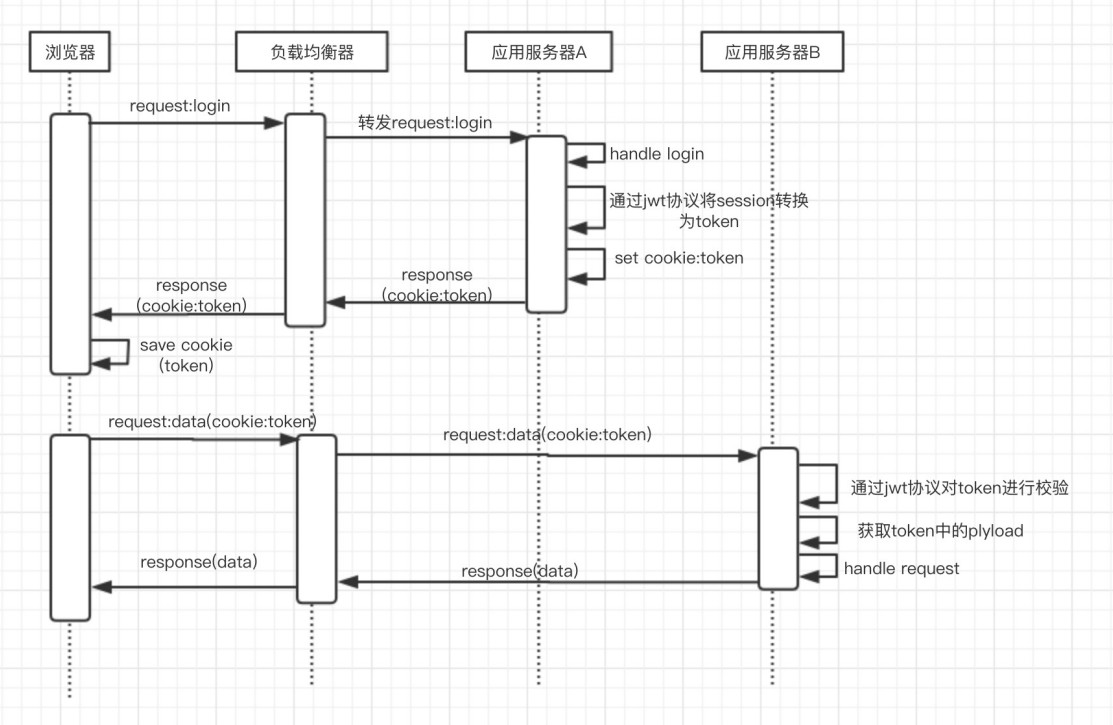 浏览器
负载均衡器
应用服务器A
应用服务器B
request:login
转发request:login
handle login
通过jwt协议将session转换
为token
set cookie:token
response
(cookie:token)
response
(cookie:token)
save cookie
(token)
request:data(cookie:token)
request:data(cookie:token)
通过jwt协议对token进行校验
获取token中的plyload
handle request
response(data)
response(data)